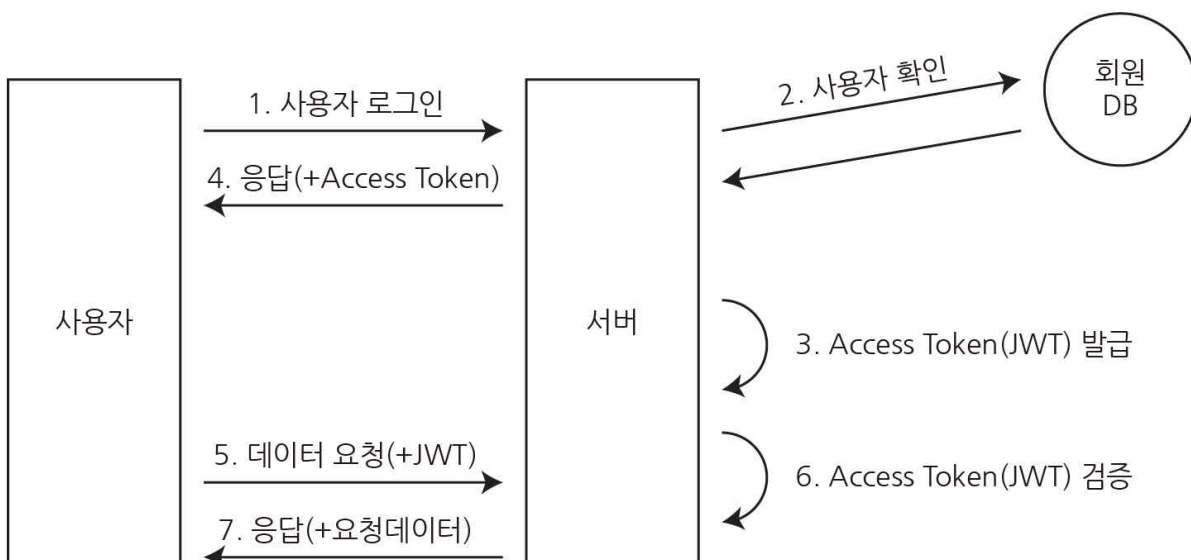 회원
DB
1. 사용자 로그인
2. 사용자 확인
4. 응답(+Access Token)
사용자
서버
3. Access Token(JWT) 발급
5. 데이터 요청(+JWT)
6. Access Token(JWT) 검증
7. 응답(+요청데이터)